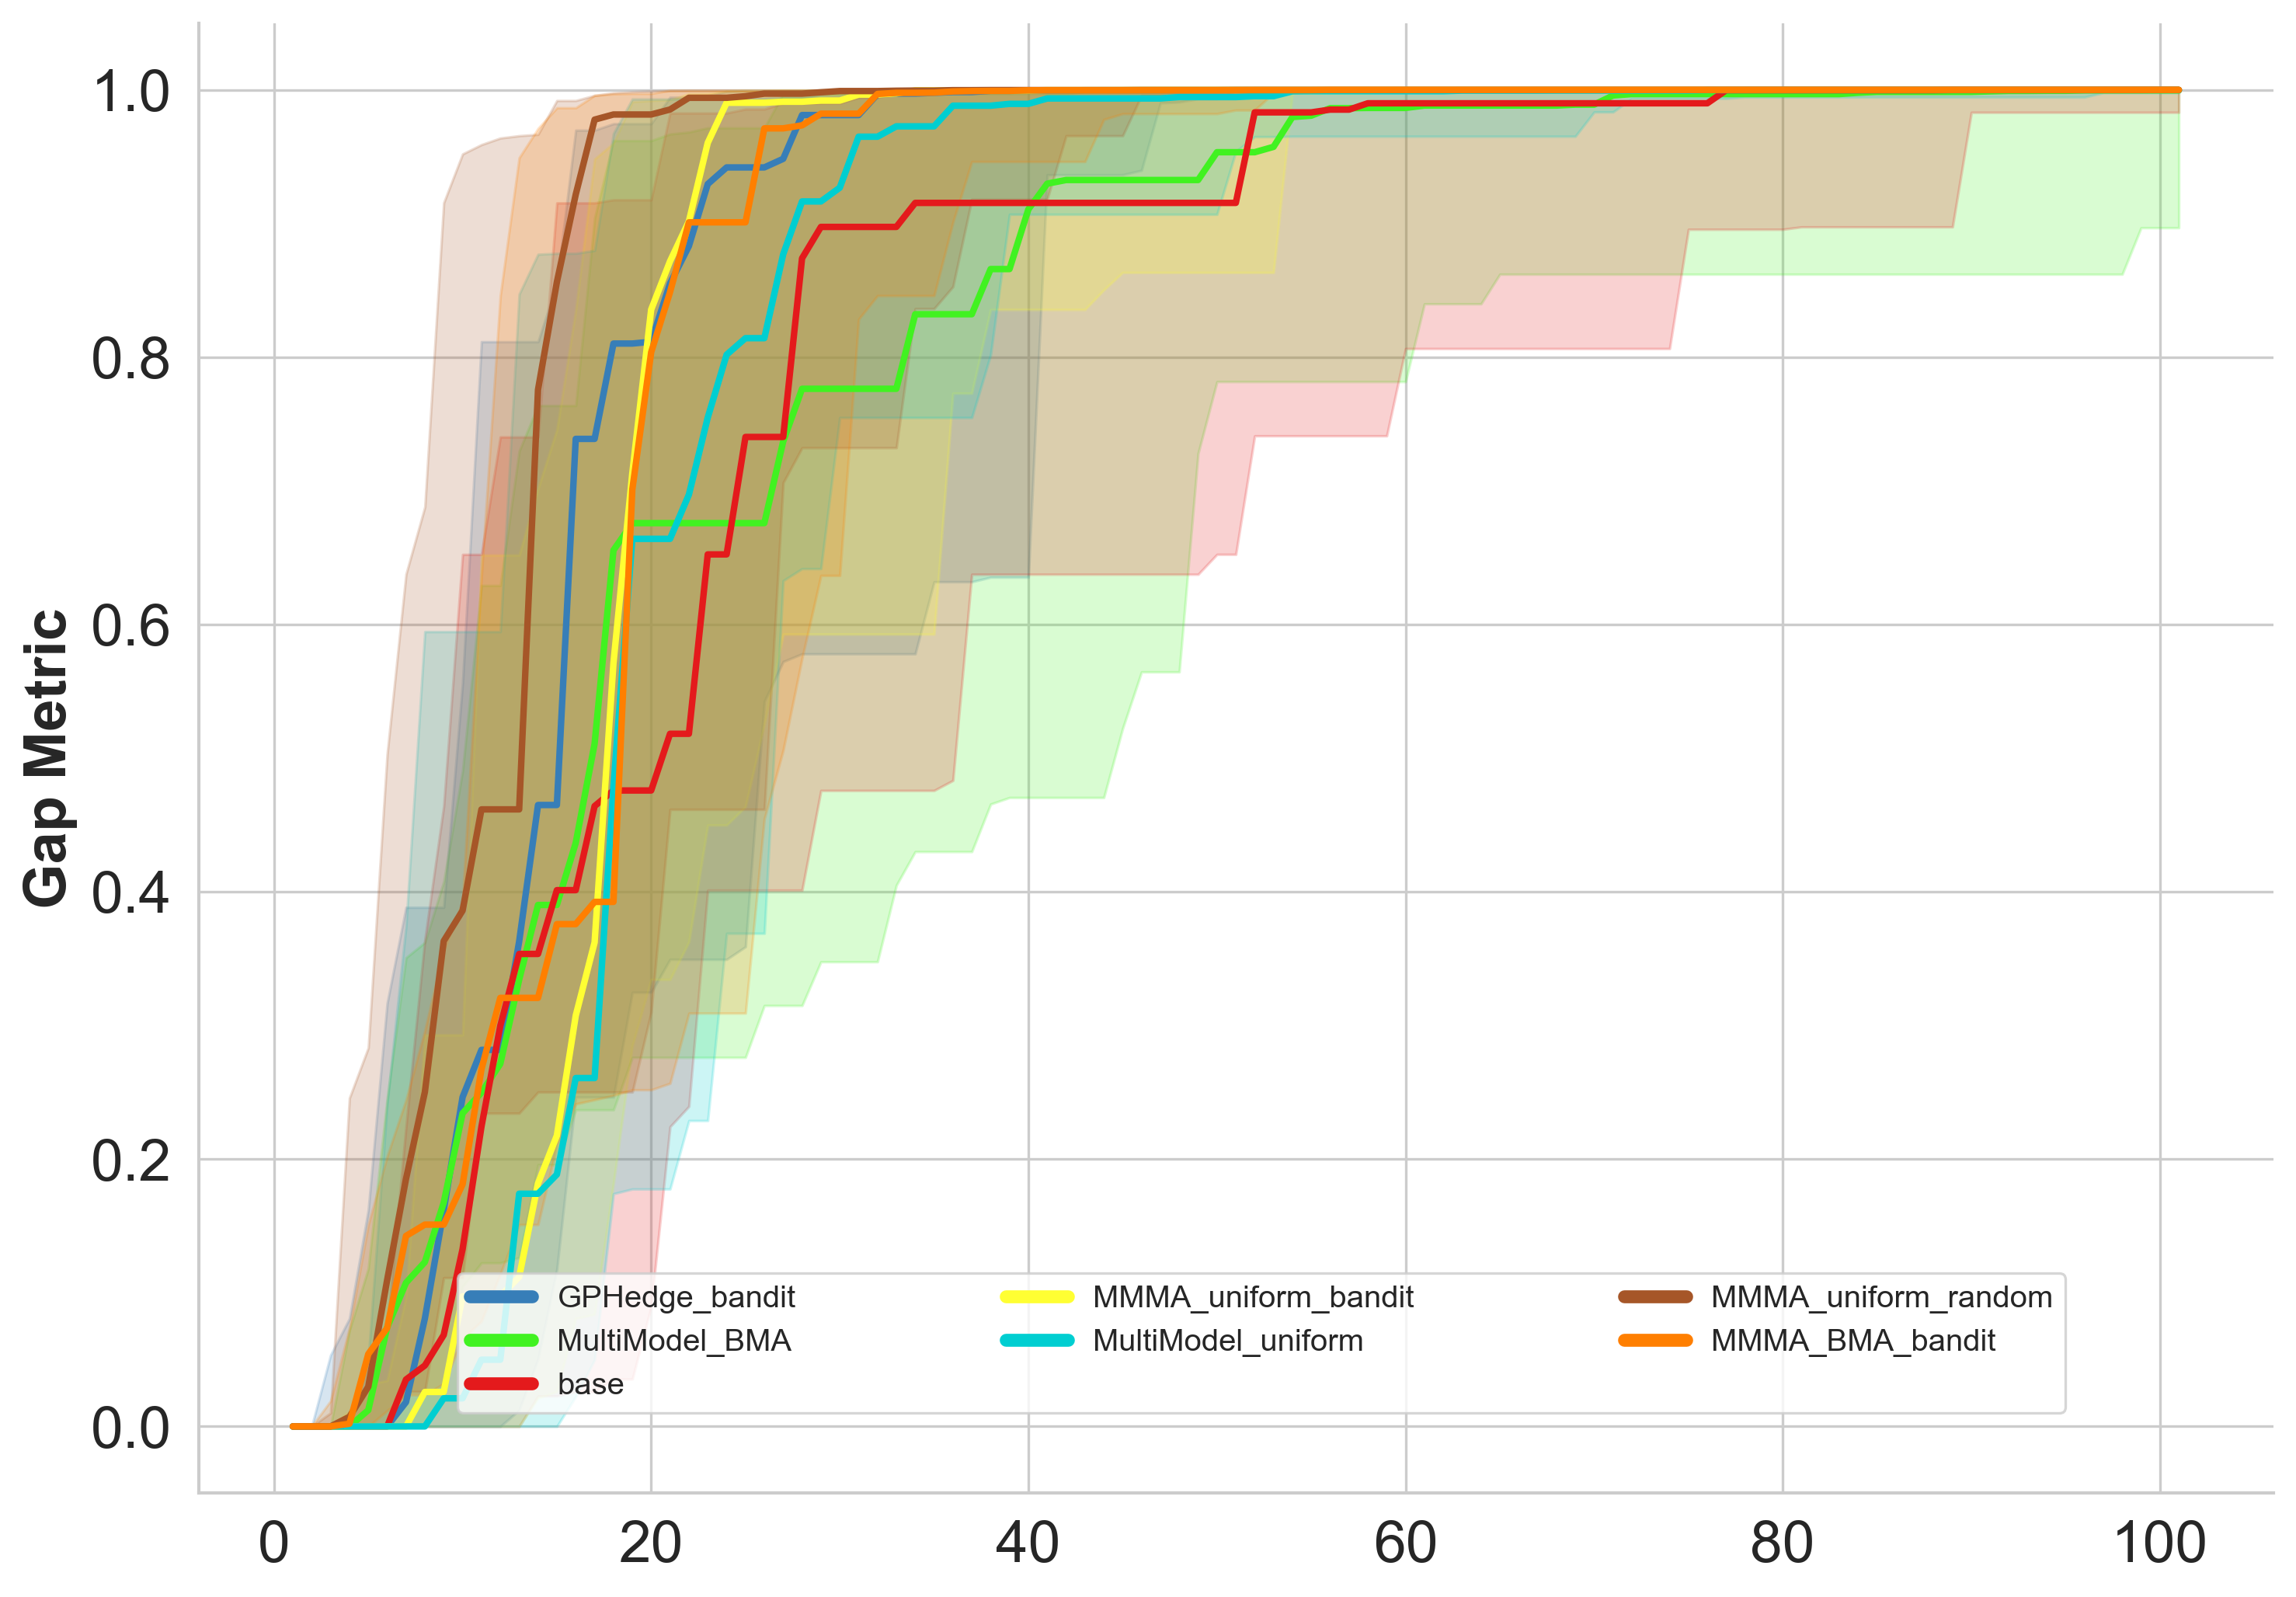 Gap Metric
1.0
0.8
0.6
0.4
0.2
0.0
GPHedge_bandit
MultiModel_BMA
base
MMMA_uniform_bandit
MultiModel_uniform
MMMA_uniform_random
MMMA_BMA_bandit
0 20 40 60 80 100